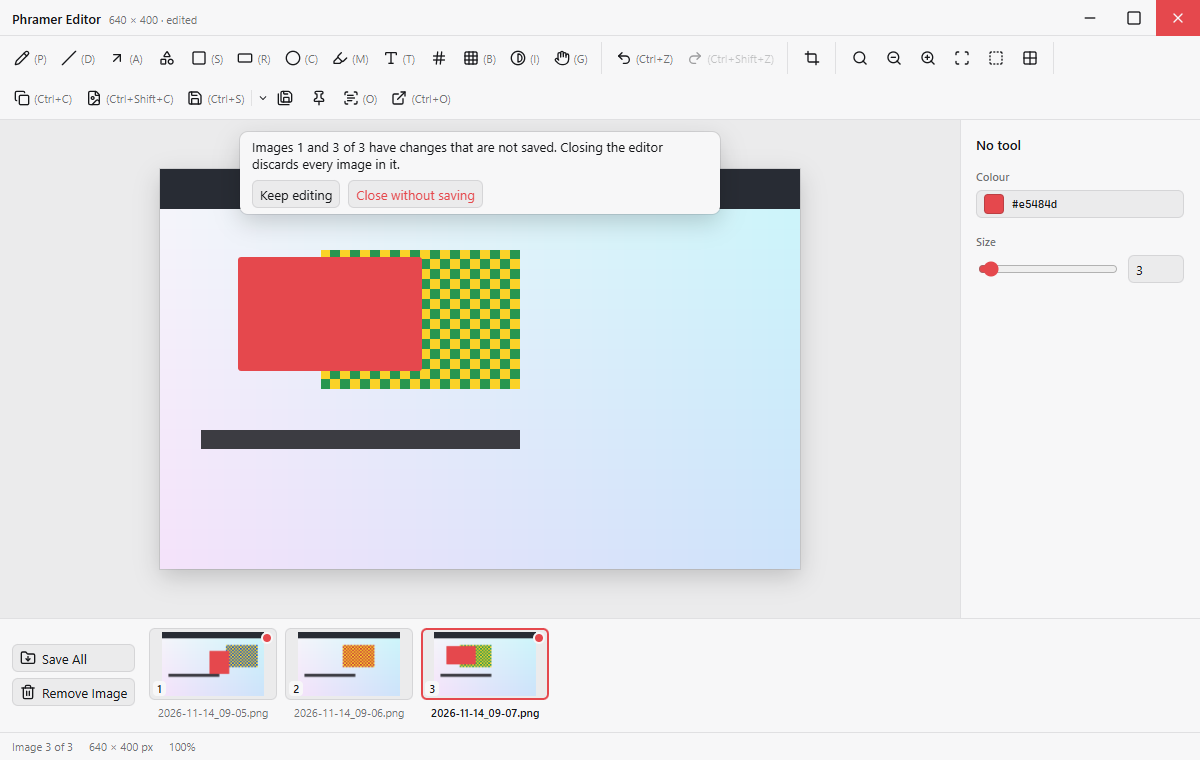 Phramer Editor 640 × 400 · edited
(P) (D) (A) (S) (R) (C) (M) (T) (B) (I) (G) (Ctrl+Z) (Ctrl+Shift+Z)
(Ctrl+C) (Ctrl+Shift+C) (Ctrl+S) (O) (Ctrl+O)
Images 1 and 3 of 3 have changes that are not saved. Closing the editor
discards every image in it.
Keep editing Close without saving
No tool
Colour
#e5484d
Size
3
Save All
Remove Image
1 2 3
2026-11-14_09-05.png 2026-11-14_09-06.png 2026-11-14_09-07.png
Image 3 of 3 640 × 400 px 100%